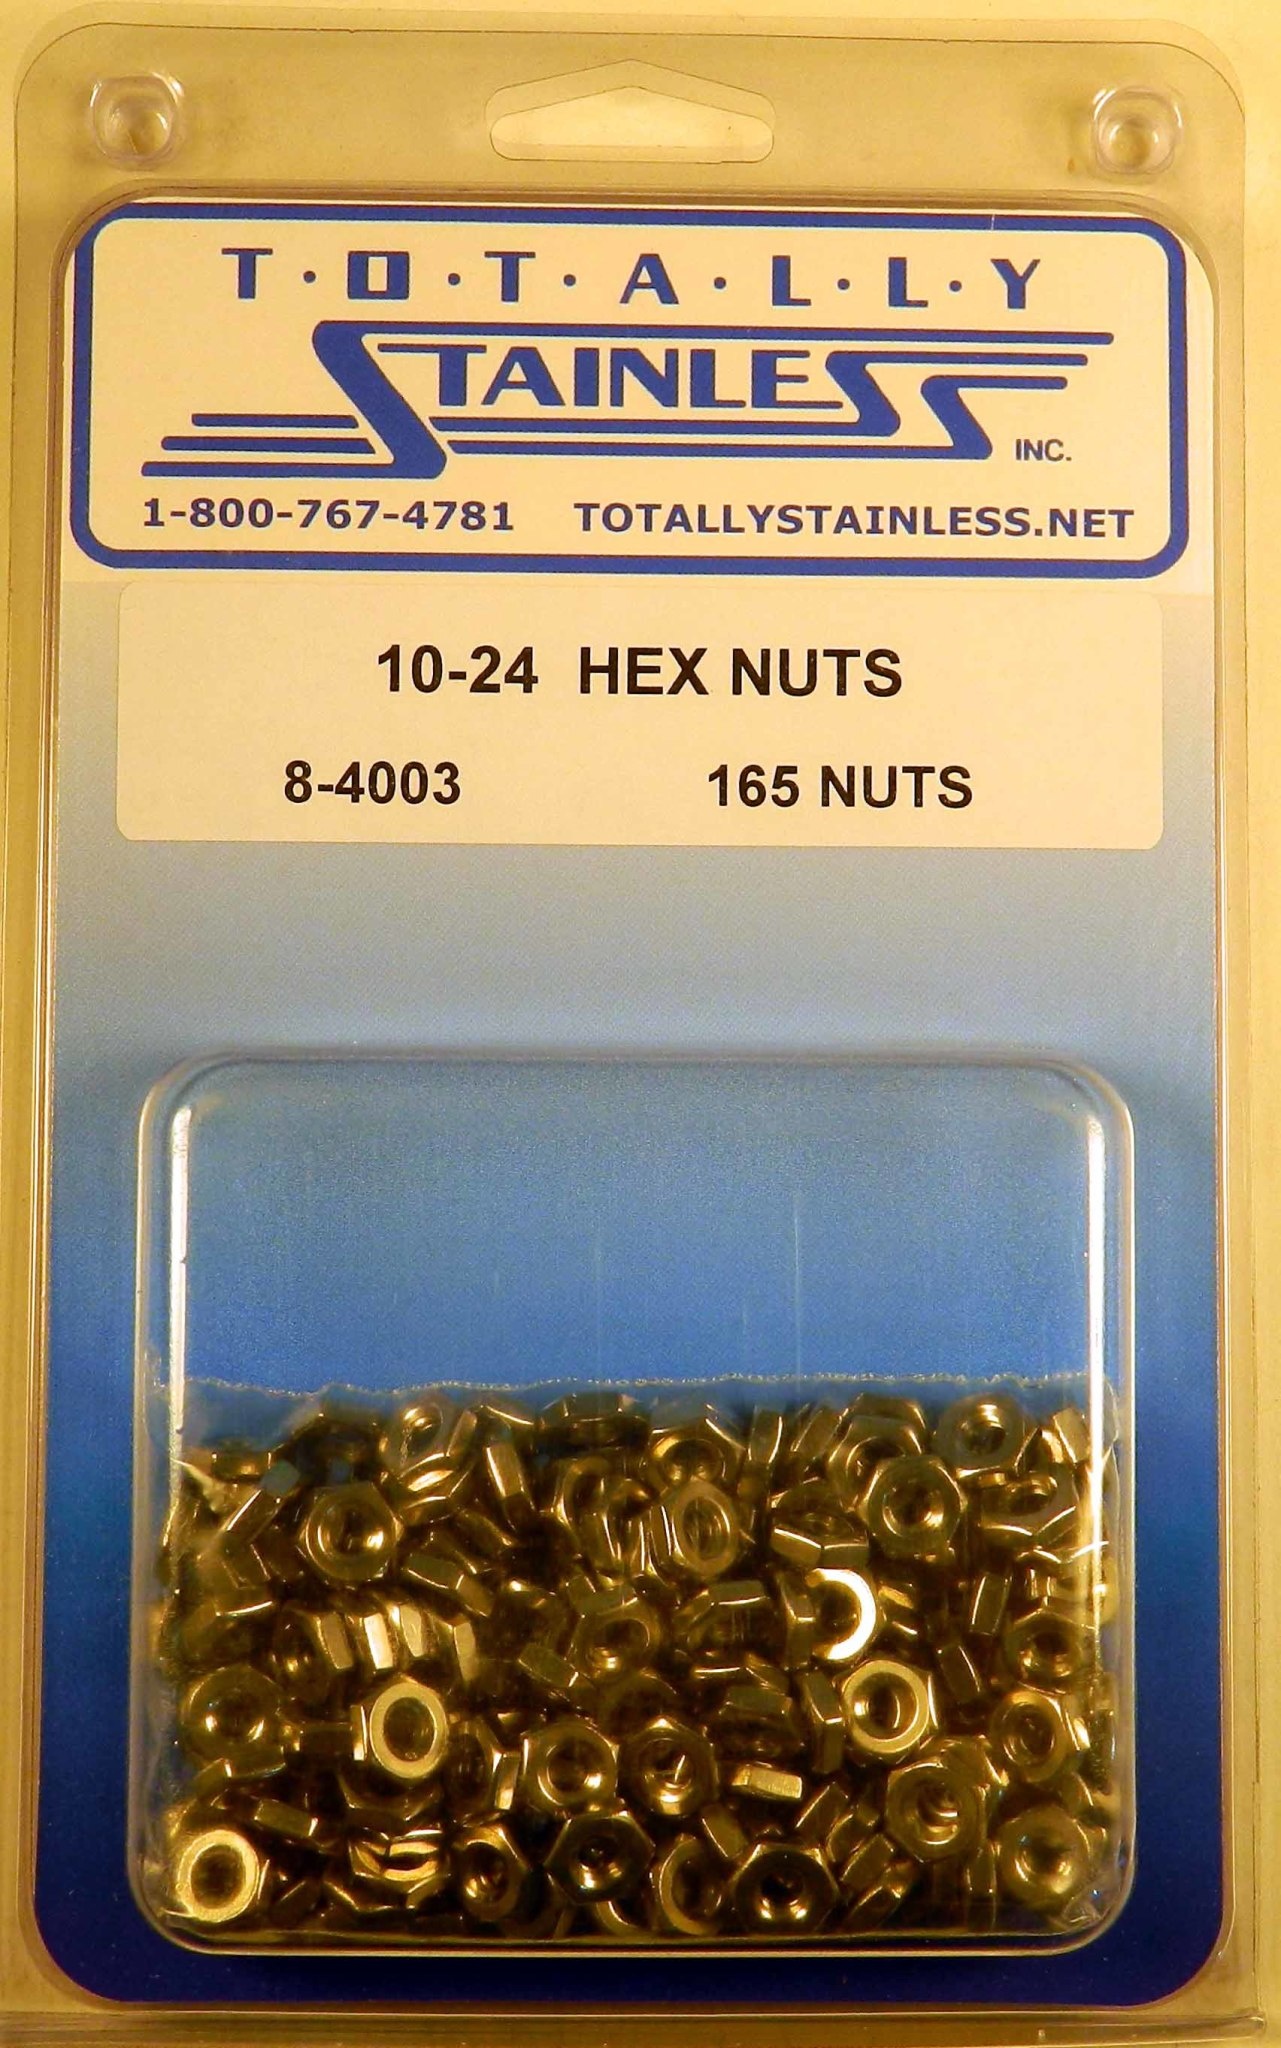 T·O·T·A·L·L·Y
STAINLESS INC.
1-800-767-4781 TOTALLYSTAINLESS.NET
10-24 HEX NUTS
8-4003 165 NUTS